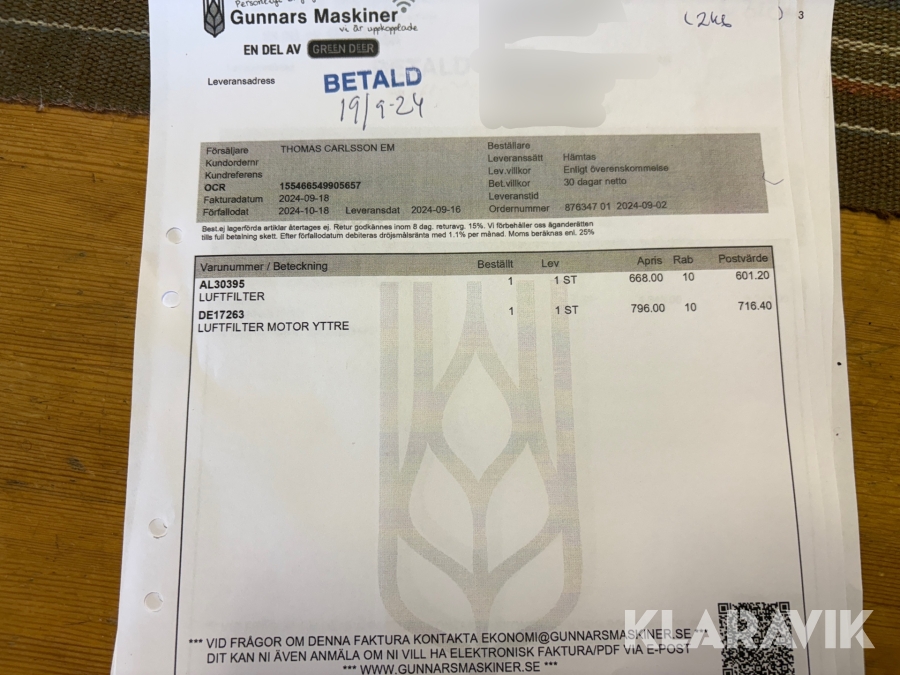 Gunnars Maskiner
vi är uppkopplade
EN DEL AV GREEN DEER
3
Leveransadress
BETALD
19/9-24
Försäljare THOMAS CARLSSON EM
Kundordernr
Kundreferens
OCR 155466549905657
Fakturadatum 2024-09-18
Förfallodat 2024-10-18 Leveransdat 2024-09-16
Beställare
Leveranssätt Hämtas
Lev.villkor Enligt överenskommelse
Bet.villkor 30 dagar netto
Leveranstid
Ordernummer 876347 01 2024-09-02
Best.ej lagerförda artiklar återtages ej. Retur godkännes inom 8 dag, returavg. 15%. Vi förbehåller oss äganderätten
tills full betalning skett. Efter förfallodatum debiteras dröjsmålsränta med 1.1% per månad. Moms beräknas enl. 25%
Varunummer / Beteckning Beställt Lev Apris Rab Postvärde
AL30395 1 1 ST 668.00 10 601.20
LUFTFILTER
DE17263 1 1 ST 796.00 10 716.40
LUFTFILTER MOTOR YTTRE
*** VID FRÅGOR OM DENNA FAKTURA KONTAKTA EKONOMI@GUNNARSMASKINER.SE ***
DIT KAN NI ÄVEN ANMÄLA OM NI VILL HA ELEKTRONISK FAKTURA/PDF VIA E-POST
*** WWW.GUNNARSMASKINER.SE ***
KLARAVIK